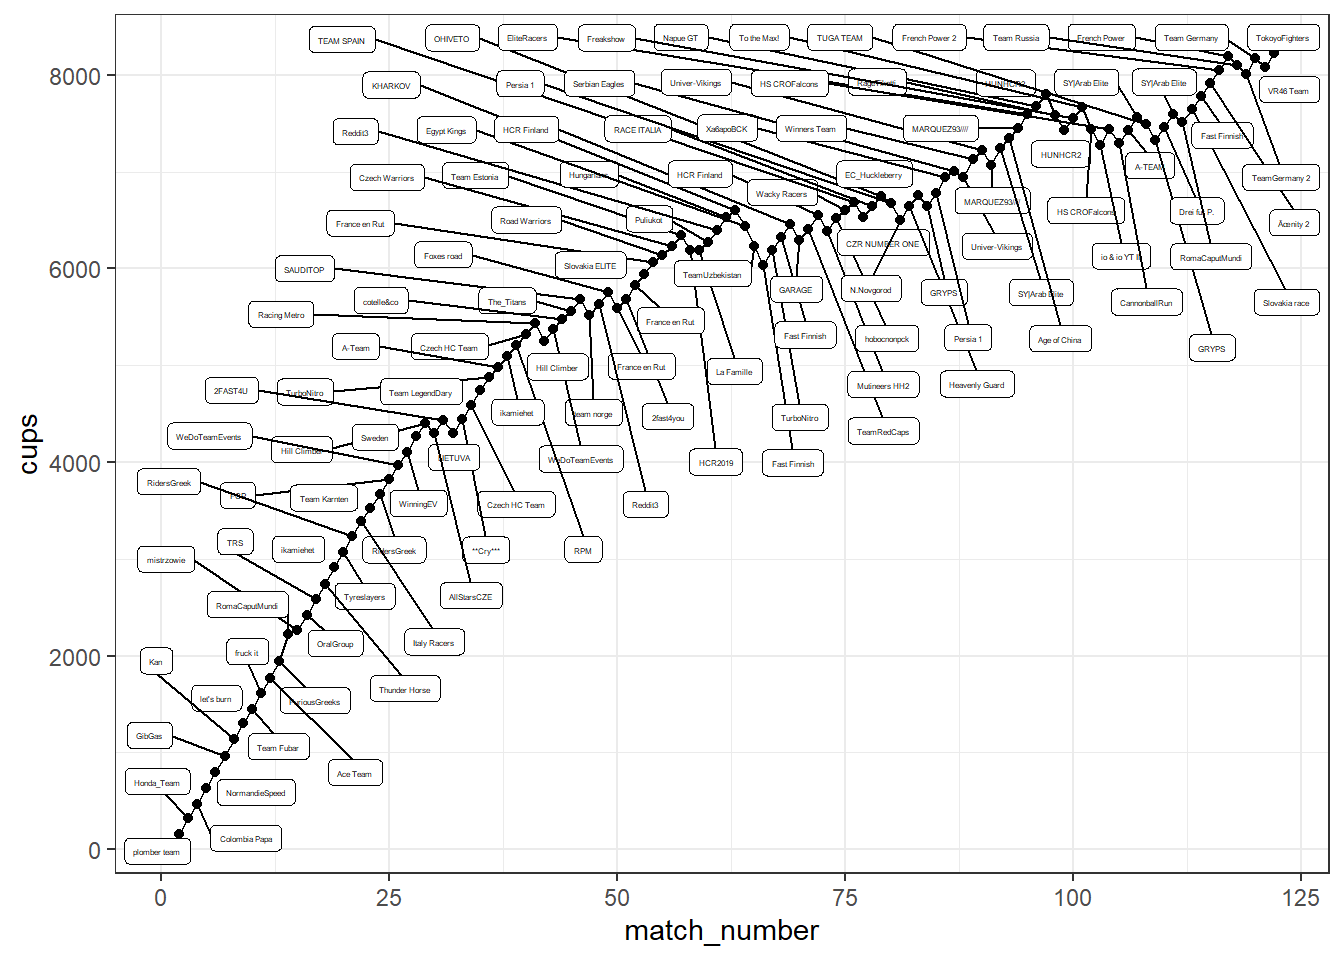 TEAM SPAIN
OHIVETO
EliteRacers
Freakshow
Napue GT
To the Max!
TUGA TEAM
French Power 2
Team Russia
French Power
Team Germany
TokoyoFighters
8000
KHARKOV
Persia 1
Serbian Eagles
Univer-Vikings
HS CROFalcons
HUNHCR2
SY|Arab Elite
SY|Arab Elite
VR46 Team
Reddit3
Egypt Kings
HCR Finland
RACE ITALIA
ХабароВСК
Winners Team
MARQUEZ93////
Fast Finnish
HUNHCR2
A-TEAM
Czech Warriors
Team Estonia
Hungarians
HCR Finland
EC_Huckleberry
TeamGermany 2
Wacky Racers
MARQUEZ93////
France en Rut
Road Warriors
Puliukot
HS CROFalcons
Drei für P.
Åcenity 2
CZR NUMBER ONE
Univer-Vikings
Foxes road
Slovakia ELITE
io & io YT
RomaCaputMundi
6000
SAUDITOP
TeamUzbekistan
cotelle&co
The_Titans
GARAGE
N.Novgorod
GRYPS
SY|Arab Elite
CannonballRun
Slovakia race
Racing Metro
France en Rut
Fast Finnish
hobocnonpck
Persia 1
Age of China
GRYPS
A-Team
Czech HC Team
Hill Climber
France en Rut
La Famille
Mutineers HH2
Heavenly Guard
2FAST4U
TurboNitro
Team LegendDary
ikamiehet
team norge
2fast4you
TurboNitro
TeamRedCaps
WeDoTeamEvents
Sweden
Hill Climber
LIETUVA
WeDoTeamEvents
HCR2019
Fast Finnish
4000
RidersGreek
Team Karnten
WinningEV
Czech HC Team
Reddit3
TRS
ikamiehet
RidersGreek
**Cry***
RPM
mistrzowie
Tyreslayers
AllStarsCZE
RomaCaputMundi
OralGroup
Italy Racers
2000
Kan
fruck it
let's burn
FuriousGreeks
Thunder Horse
GibGas
Team Fubar
Honda_Team
NormandieSpeed
Ace Team
Colombia Papa
0
plomber team
0
25
50
75
100
125
match_number
cups